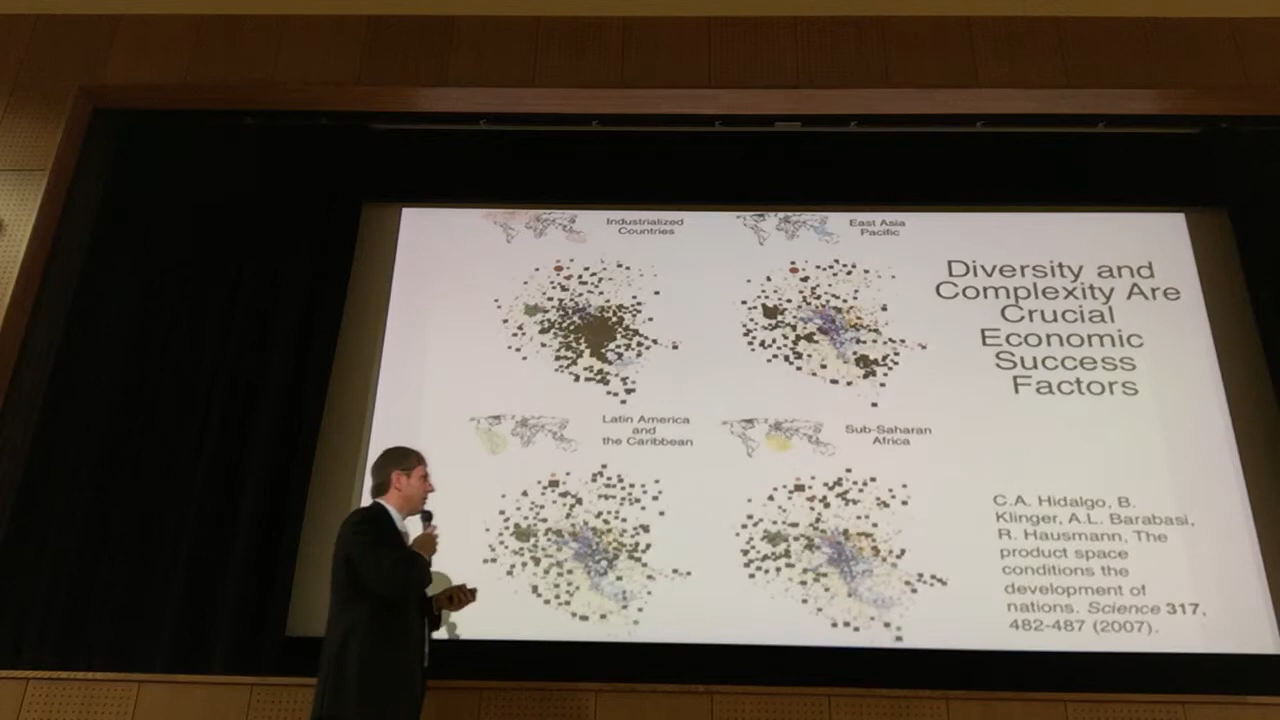 Industrialized
Countries
East Asia
Pacific
Diversity and
Complexity Are
Crucial
Economic
Success
Factors
Latin America
and
the Caribbean
Sub-Saharan
Africa
C.A. Hidalgo, B.
Klinger, A.L. Barabasi,
R. Hausmann, The
product space
conditions the
development of
nations. Science 317,
482-487 (2007).